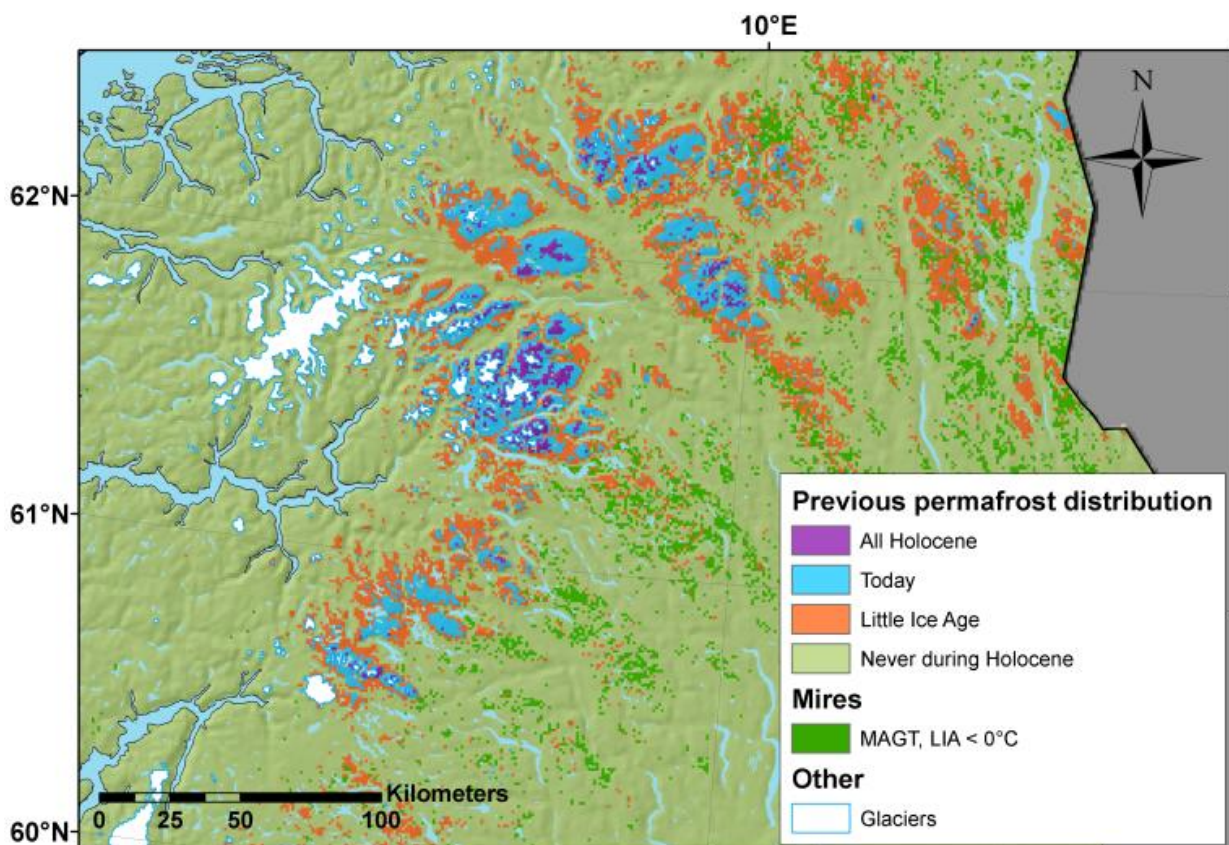 10°E
N
62°N
61°N
60°N
Kilometers
0 25 50 100
Previous permafrost distribution
All Holocene
Today
Little Ice Age
Never during Holocene
Mires
MAGT, LIA < 0°C
Other
Glaciers